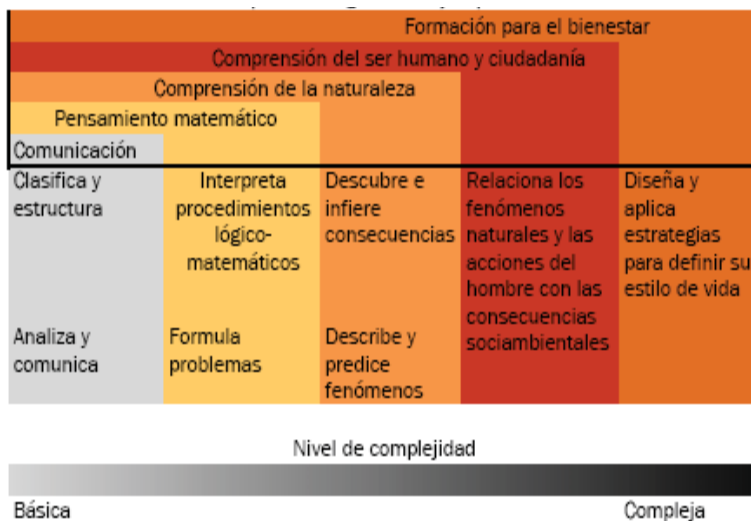 Formación para el bienestar
Comprensión del ser humano y ciudadanía
Comprensión de la naturaleza
Pensamiento matemático
Comunicación
Clasifica y
estructura
Analiza y
comunica
Interpreta
procedimientos
lógico-
matemáticos
Formula
problemas
Descubre e
infiere
consecuencias
Describe y
predice
fenómenos
Relaciona los
fenómenos
naturales y las
acciones del
hombre con las
consecuencias
sociambientales
Diseña y
aplica
estrategias
para definir su
estilo de vida
Nivel de complejidad
Básica
Compleja